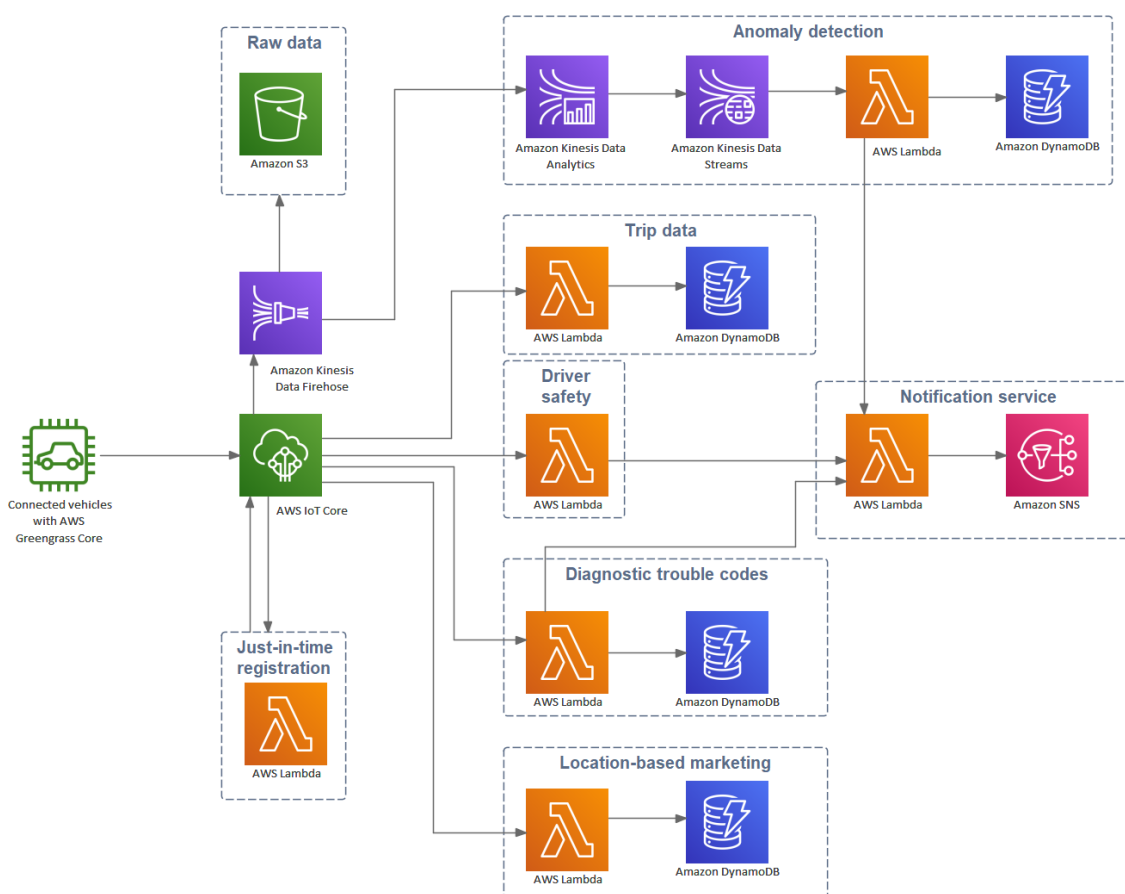 Raw data
Amazon S3
Anomaly detection
Amazon Kinesis Data
Analytics
Amazon Kinesis Data
Streams
AWS Lambda
Amazon DynamoDB
Trip data
AWS Lambda
Amazon DynamoDB
Amazon Kinesis
Data Firehose
Driver
safety
AWS Lambda
Notification service
AWS Lambda
Amazon SNS
Connected vehicles
with AWS
Greengrass Core
AWS IoT Core
Diagnostic trouble codes
AWS Lambda
Amazon DynamoDB
Just-in-time
registration
AWS Lambda
Location-based marketing
AWS Lambda
Amazon DynamoDB